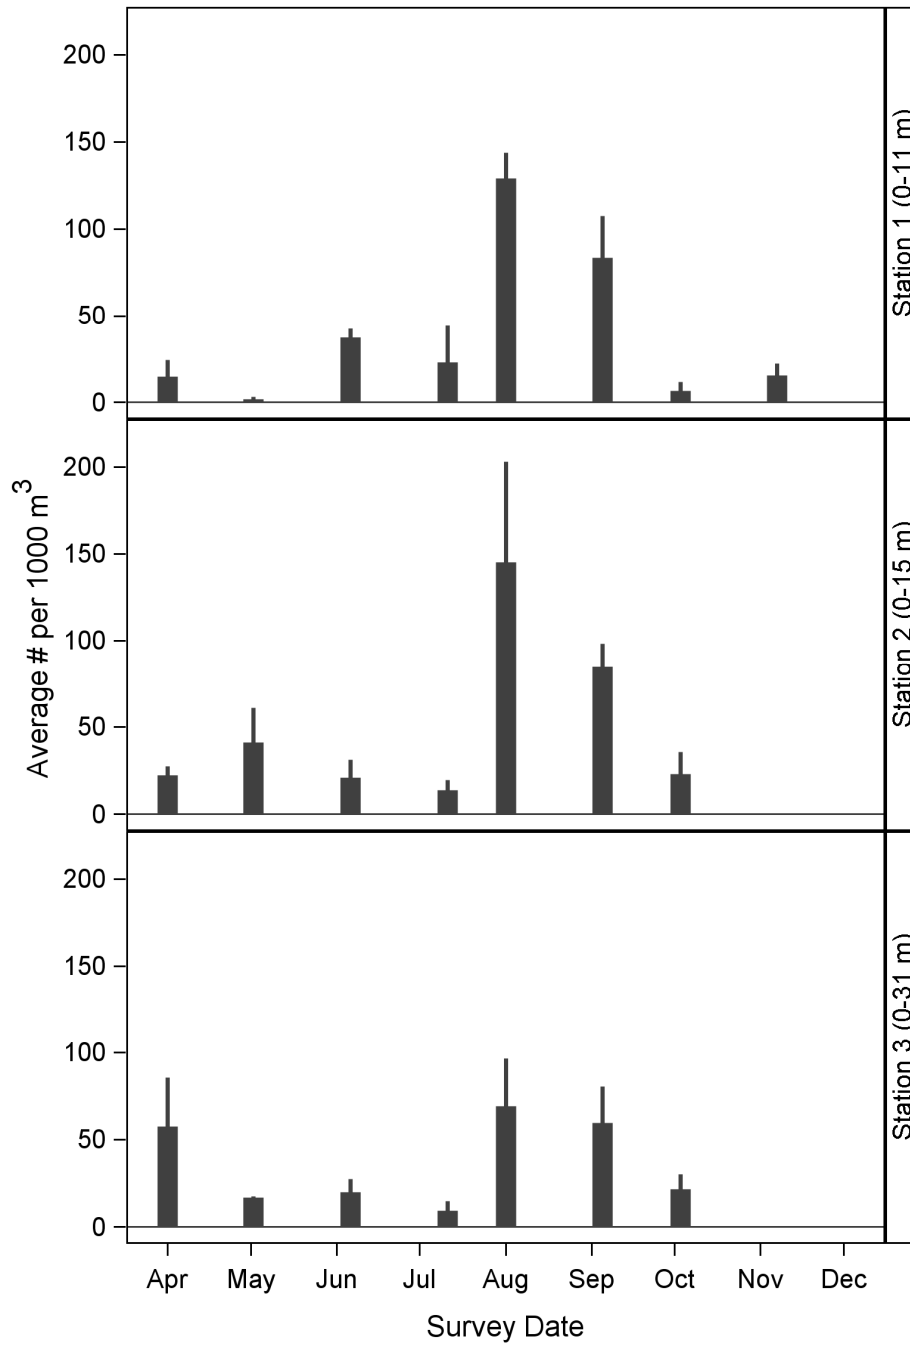 200
150
100
50
0
Station 1 (0-11 m)
200
150
100
50
0
Station 2 (0-15 m)
200
150
100
50
0
Station 3 (0-31 m)
Average # per 1000 m³
Apr May Jun Jul Aug Sep Oct Nov Dec
Survey Date